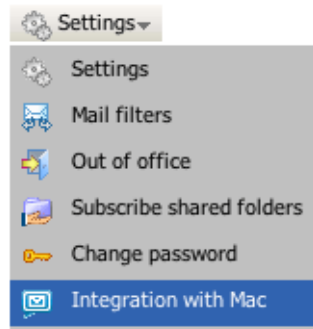 Settings
Settings
Mail filters
Out of office
Subscribe shared folders
Change password
Integration with Mac